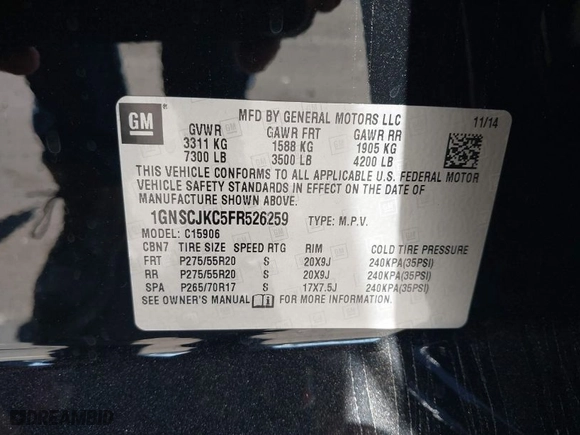 GM
MFD BY GENERAL MOTORS LLC 11/14
GVWR GAWR FRT GAWR RR
3311 KG 1588 KG 1905 KG
7300 LB 3500 LB 4200 LB
THIS VEHICLE CONFORMS TO ALL APPLICABLE U.S. FEDERAL MOTOR
VEHICLE SAFETY STANDARDS IN EFFECT ON THE DATE OF
MANUFACTURE SHOWN ABOVE.
1GNSCJKC5FR526259 TYPE: M.P.V.
MODEL: C15906
CBN7 TIRE SIZE SPEED RTG RIM COLD TIRE PRESSURE
FRT P275/55R20 S 20X9J 240KPA(35PSI)
RR P275/55R20 S 20X9J 240KPA(35PSI)
SPA P265/70R17 S 17X7.5J 240KPA(35PSI)
SEE OWNER'S MANUAL FOR MORE INFORMATION.
DREAMBID